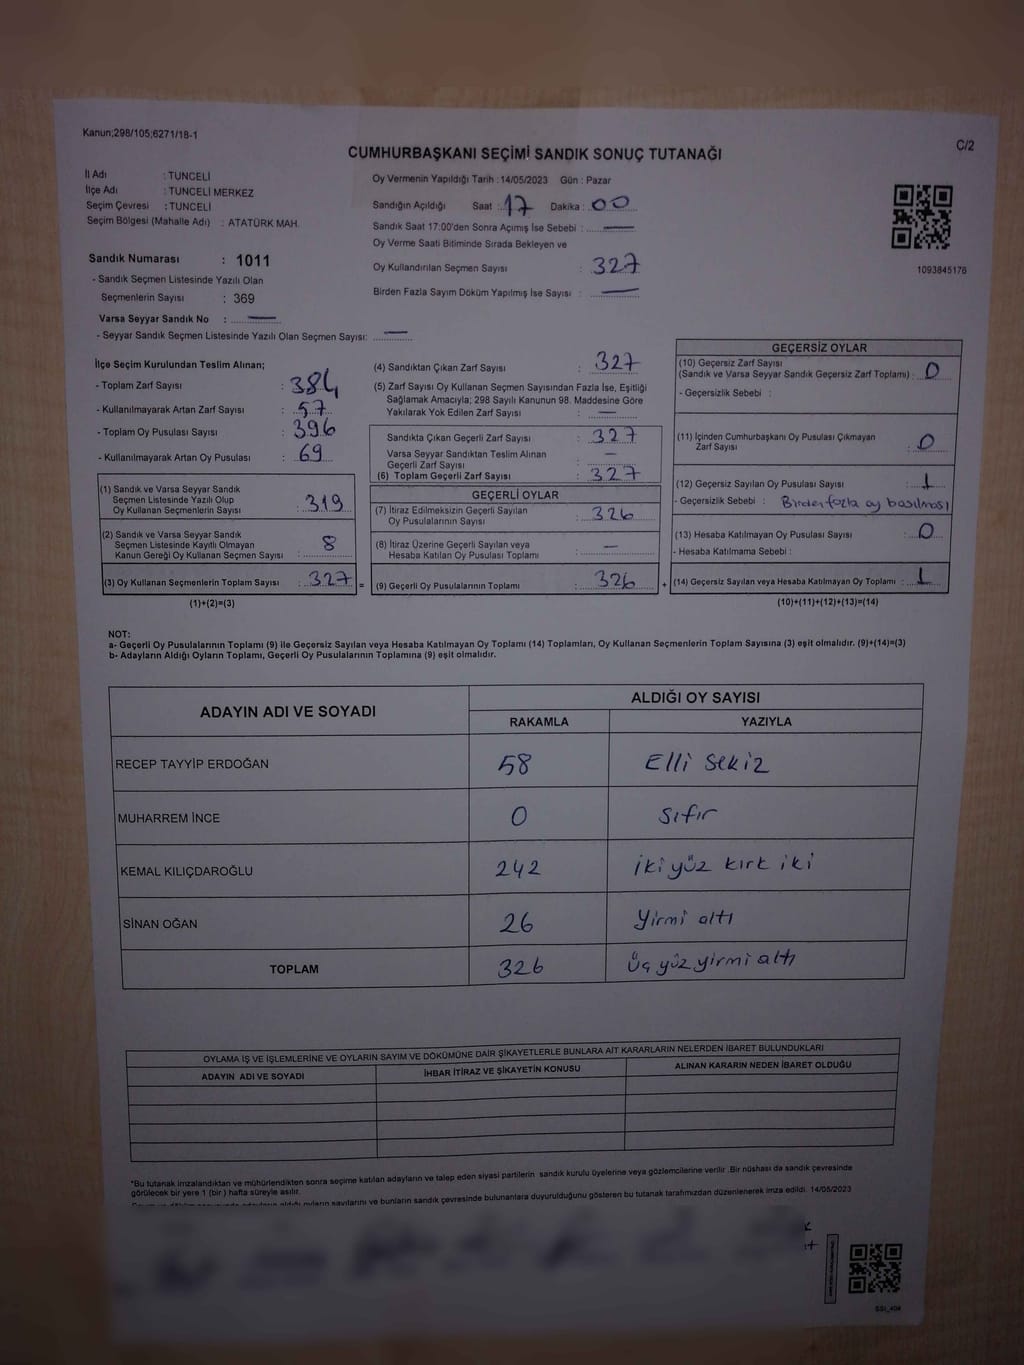 Kanun;298/105;6271/18-1
C/2
CUMHURBAŞKANI SEÇİMİ SANDIK SONUÇ TUTANAĞI
İl Adı : TUNCELİ
İlçe Adı : TUNCELİ MERKEZ
Seçim Çevresi : TUNCELİ
Seçim Bölgesi (Mahalle Adı) : ATATÜRK MAH.
Sandık Numarası : 1011
- Sandık Seçmen Listesinde Yazılı Olan
Seçmenlerin Sayısı : 369
Varsa Seyyar Sandık No :
- Seyyar Sandık Seçmen Listesinde Yazılı Olan Seçmen Sayısı:
Oy Vermenin Yapıldığı Tarih : 14/05/2023 Gün : Pazar
Sandığın Açıldığı Saat : 17 Dakika : 00
Sandık Saat 17:00'den Sonra Açımış İse Sebebi :
Oy Verme Saati Bitiminde Sırada Bekleyen ve
Oy Kullandırılan Seçmen Sayısı : 327
Birden Fazla Sayım Döküm Yapılmış İse Sayısı :
1093845176
İlçe Seçim Kurulundan Teslim Alınan;
- Toplam Zarf Sayısı : 384
- Kullanılmayarak Artan Zarf Sayısı : 57
- Toplam Oy Pusulası Sayısı : 396
- Kullanılmayarak Artan Oy Pusulası : 69
(1) Sandık ve Varsa Seyyar Sandık
Seçmen Listesinde Yazılı Olup
Oy Kullanan Seçmenlerin Sayısı : 319
(2) Sandık ve Varsa Seyyar Sandık
Seçmen Listesinde Kayıtlı Olmayan
Kanun Gereği Oy Kullanan Seçmen Sayısı : 8
(3) Oy Kullanan Seçmenlerin Toplam Sayısı : 327 =
(1)+(2)=(3)
(4) Sandıktan Çıkan Zarf Sayısı : 327
(5) Zarf Sayısı Oy Kullanan Seçmen Sayısından Fazla İse, Eşitliği
Sağlamak Amacıyla; 298 Sayılı Kanunun 98. Maddesine Göre
Yakılarak Yok Edilen Zarf Sayısı :
Sandıkta Çıkan Geçerli Zarf Sayısı : 327
Varsa Seyyar Sandıktan Teslim Alınan
Geçerli Zarf Sayısı :
(6) Toplam Geçerli Zarf Sayısı : 327
GEÇERLİ OYLAR
(7) İtiraz Edilmeksizin Geçerli Sayılan
Oy Pusulalarının Sayısı : 326
(8) İtiraz Üzerine Geçerli Sayılan veya
Hesaba Katılan Oy Pusulası Toplamı :
(9) Geçerli Oy Pusulalarının Toplamı : 326 +
GEÇERSİZ OYLAR
(10) Geçersiz Zarf Sayısı
(Sandık ve Varsa Seyyar Sandık Geçersiz Zarf Toplamı) : 0
- Geçersizlik Sebebi :
(11) İçinden Cumhurbaşkanı Oy Pusulası Çıkmayan
Zarf Sayısı : 0
(12) Geçersiz Sayılan Oy Pusulası Sayısı : 1
- Geçersizlik Sebebi : Birden fazla oy basılması
(13) Hesaba Katılmayan Oy Pusulası Sayısı : 0
- Hesaba Katılmama Sebebi :
(14) Geçersiz Sayılan veya Hesaba Katılmayan Oy Toplamı : 1
(10)+(11)+(12)+(13)=(14)
NOT:
a- Geçerli Oy Pusulalarının Toplamı (9) ile Geçersiz Sayılan veya Hesaba Katılmayan Oy Toplamı (14) Toplamları, Oy Kullanan Seçmenlerin Toplam Sayısına (3) eşit olmalıdır. (9)+(14)=(3)
b- Adayların Aldığı Oyların Toplamı, Geçerli Oy Pusulalarının Toplamına (9) eşit olmalıdır.
ADAYIN ADI VE SOYADI ALDIĞI OY SAYISI
RAKAMLA YAZIYLA
RECEP TAYYİP ERDOĞAN 58 Elli Sekiz
MUHARREM İNCE 0 Sıfır
KEMAL KILIÇDAROĞLU 242 iki yüz kırk iki
SİNAN OĞAN 26 Yirmi altı
TOPLAM 326 Üç yüz yirmi altı
OYLAMA İŞ VE İŞLEMLERİNE VE OYLARIN SAYIM VE DÖKÜMÜNE DAİR ŞİKAYETLERLE BUNLARA AİT KARARLARIN NELERDEN İBARET BULUNDUKLARI
ADAYIN ADI VE SOYADI İHBAR İTİRAZ VE ŞİKAYETİN KONUSU ALINAN KARARIN NEDEN İBARET OLDUĞU
*Bu tutanak imzalandıktan ve mühürlendikten sonra seçime katılan adayların ve talep eden siyasi partilerin sandık kurulu üyelerine veya gözlemcilerine verilir .Bir nüshası da sandık çevresinde
görülecek bir yere 1 (bir ) hafta süreyle asılır.
oyların sayılarını ve bunların sandık çevresinde bulunanlara duyurulduğunu gösteren bu tutanak tarafımızdan düzenlenerek imza edildi. 14/05/2023